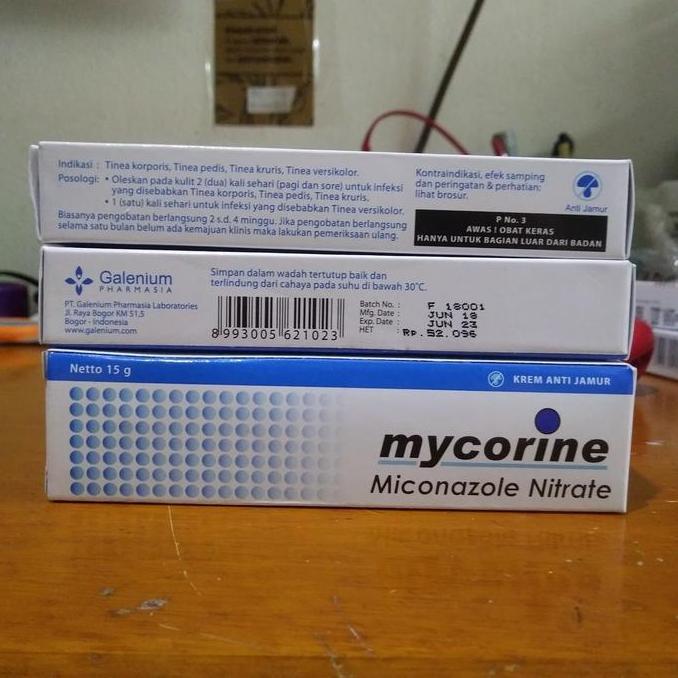 Indikasi : Tinea korporis, Tinea pedis, Tinea kruris, Tinea versikolor.
Posologi: • Oleskan pada kulit 2 (dua) kali sehari (pagi dan sore) untuk infeksi
yang disebabkan Tinea korporis, Tinea pedis, Tinea kruris.
• 1 (satu) kali sehari untuk infeksi yang disebabkan Tinea versikolor.
Biasanya pengobatan berlangsung 2 s.d. 4 minggu. Jika pengobatan berlangsung
selama satu bulan belum ada kemajuan klinis maka lakukan pemeriksaan ulang.
Kontraindikasi, efek samping
dan peringatan & perhatian:
lihat brosur.
Anti Jamur
P No. 3
AWAS ! OBAT KERAS
HANYA UNTUK BAGIAN LUAR DARI BADAN
Galenium
PHARMASIA
PT. Galenium Pharmasia Laboratories
Jl. Raya Bogor KM 51,5
Bogor - Indonesia
www.galenium.com
Simpan dalam wadah tertutup baik dan
terlindung dari cahaya pada suhu di bawah 30°C.
8 993005 621023
Batch No. : F 18001
Mfg. Date : JUN 18
Exp. Date : JUN 23
HET : Rp. 52.096
Netto 15 g
KRIM ANTI JAMUR
mycorine
Miconazole Nitrate